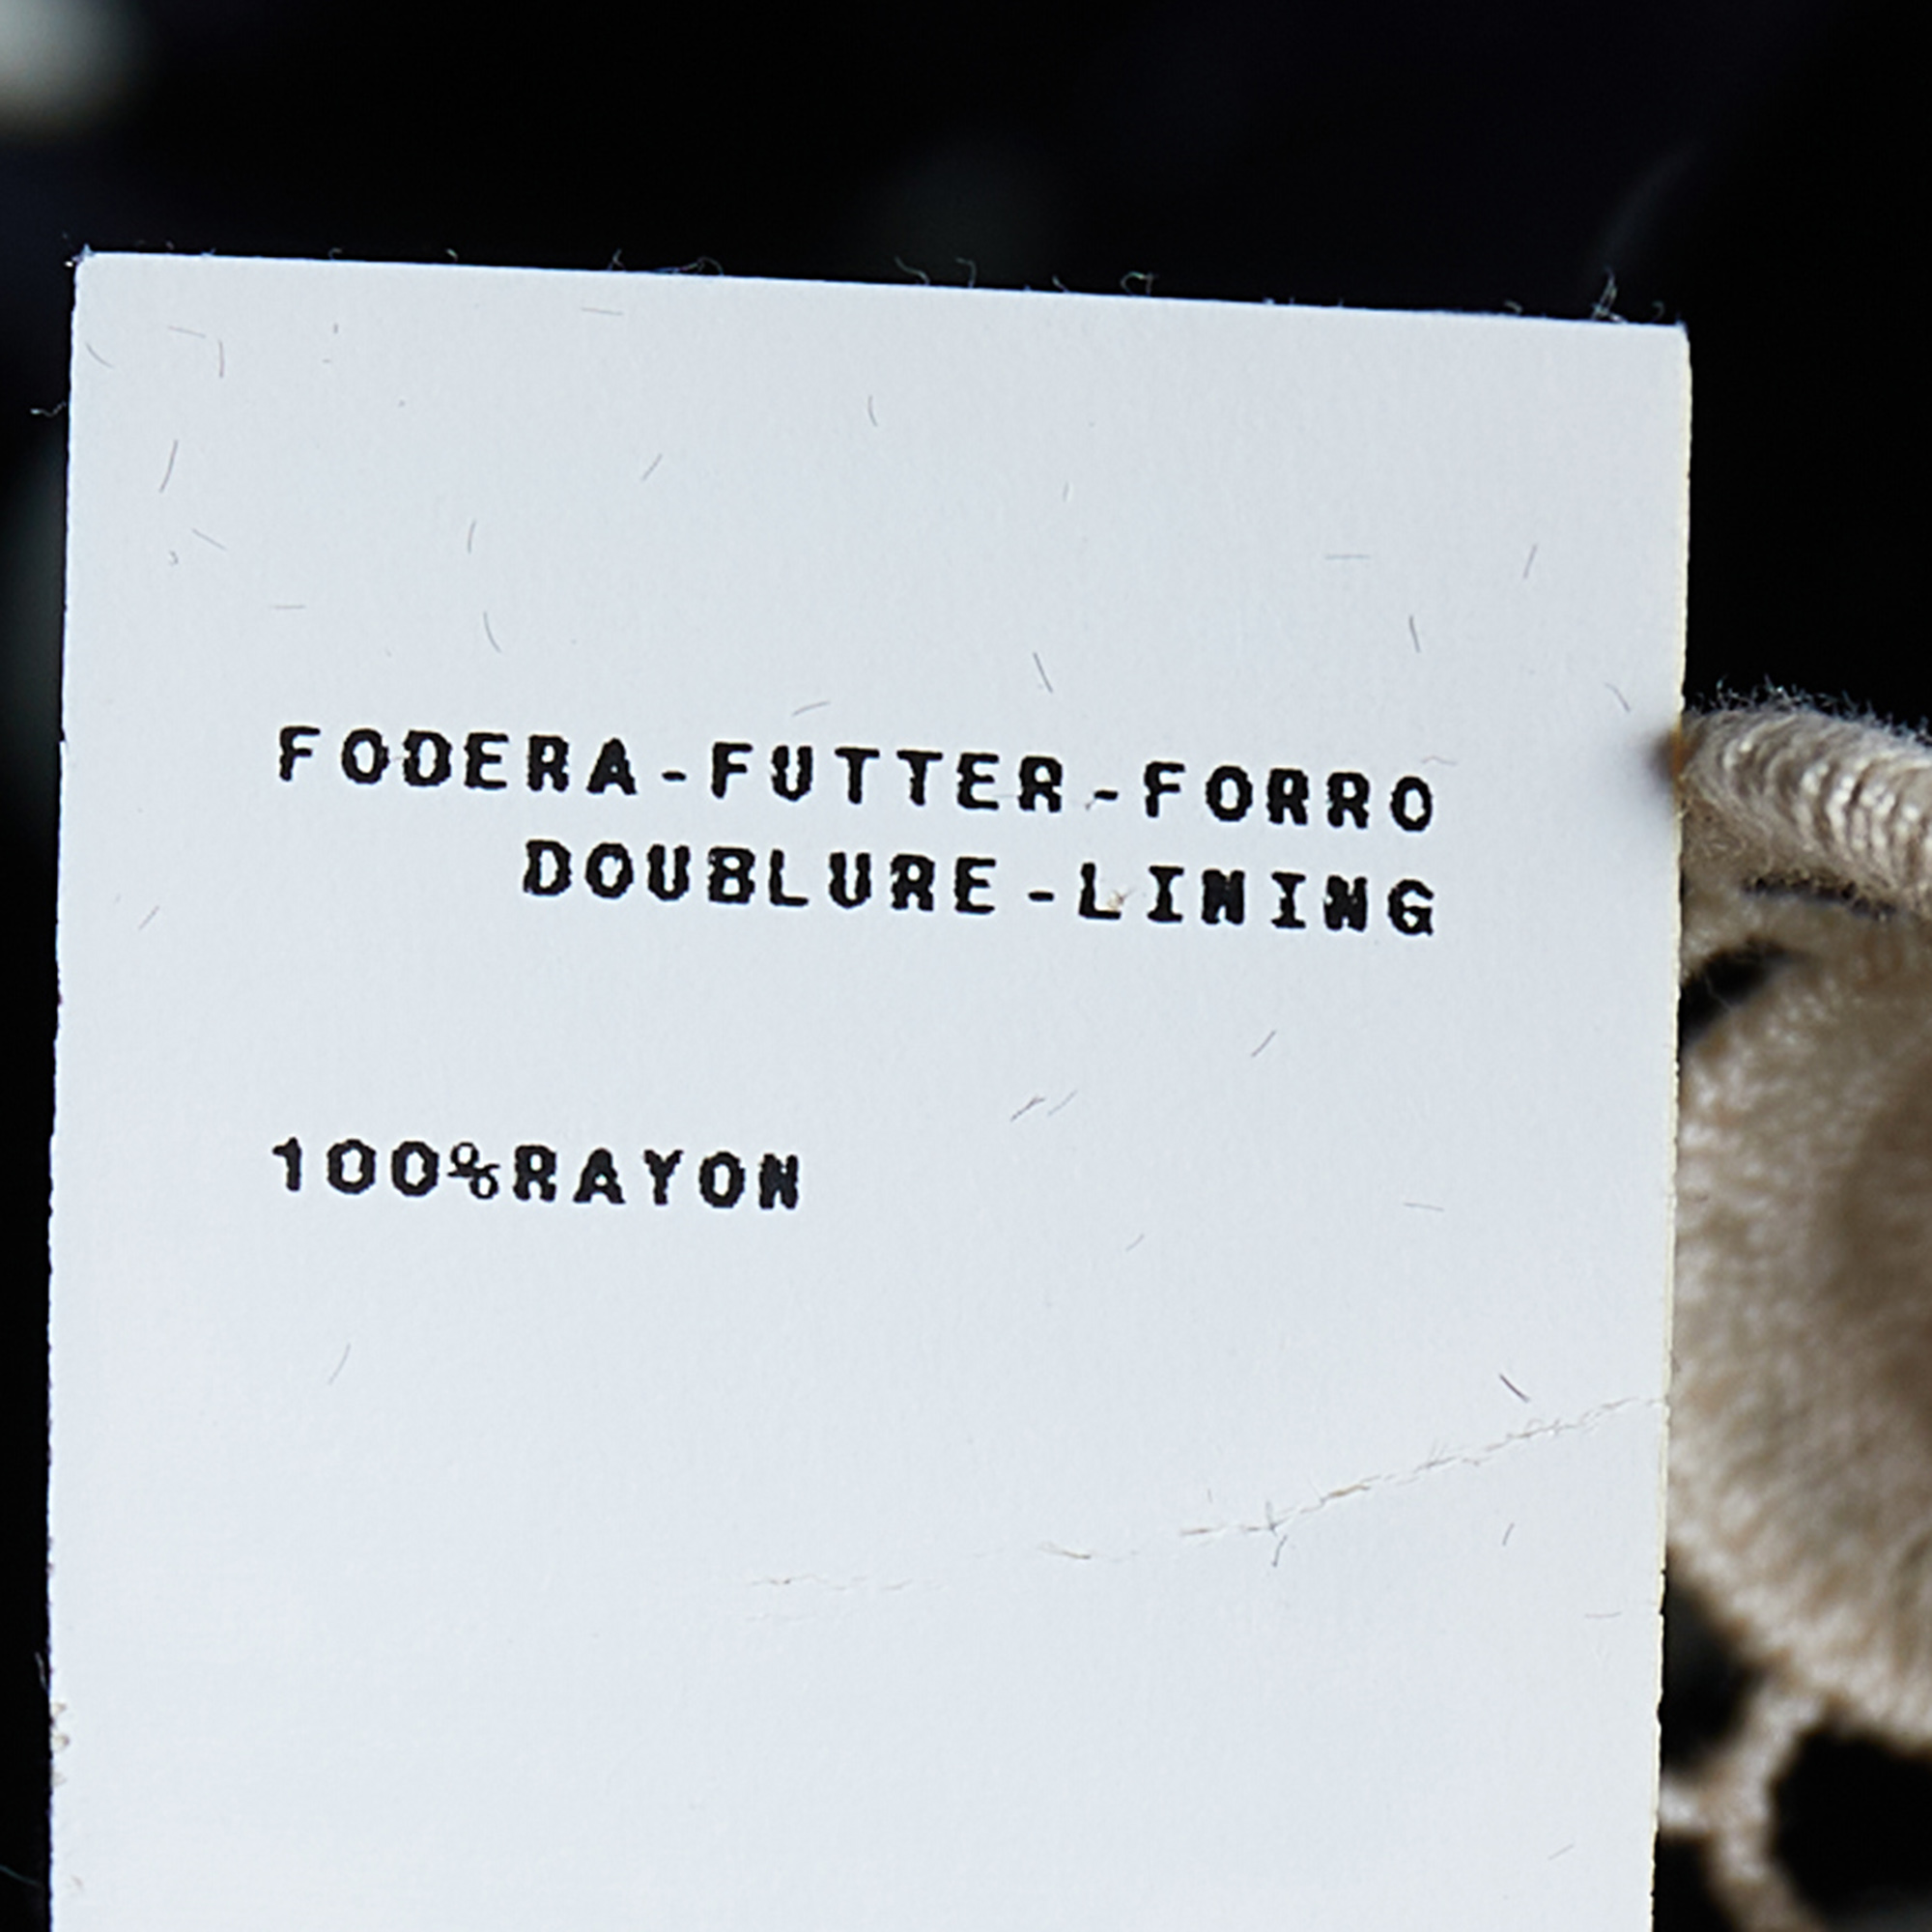 FODERA-FUTTER-FORRO
DOUBLURE-LINING
100%RAYON